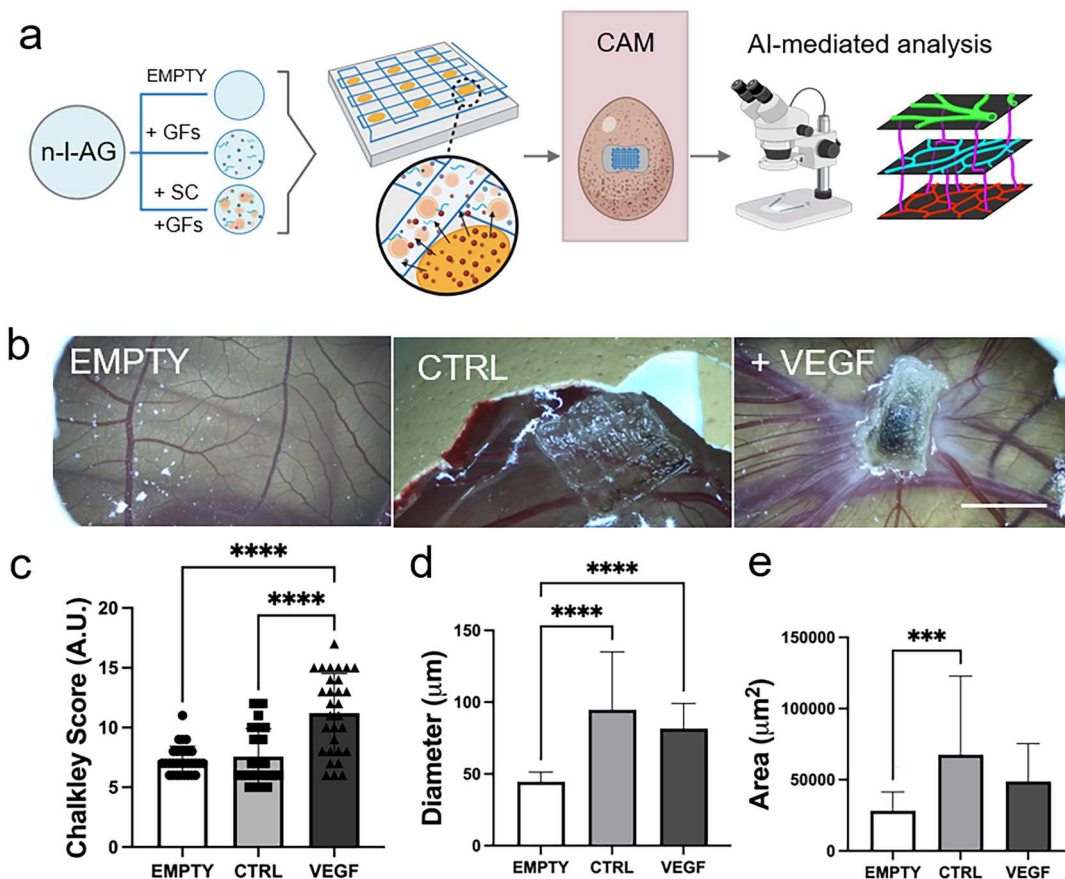 a
EMPTY
+ GFs
+ SC
+GFs
n-I-AG
CAM
AI-mediated analysis
b
EMPTY
CTRL
+ VEGF
c
****
****
Chalkley Score (A.U.)
20
15
10
5
0
EMPTY
CTRL
VEGF
d
****
****
Diameter (μm)
150
100
50
0
EMPTY
CTRL
VEGF
e
***
Area (μm²)
150000
100000
50000
0
EMPTY
CTRL
VEGF